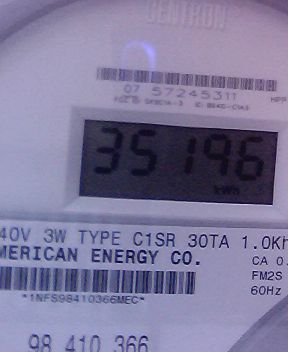 CENTRON
07 57245311
35196
kWh
40V 3W TYPE C1SR 30TA 1.0Kh
MERICAN ENERGY CO.
CA 0.
FM2S
60Hz
*1NFS98410366MEC*
98 410 366